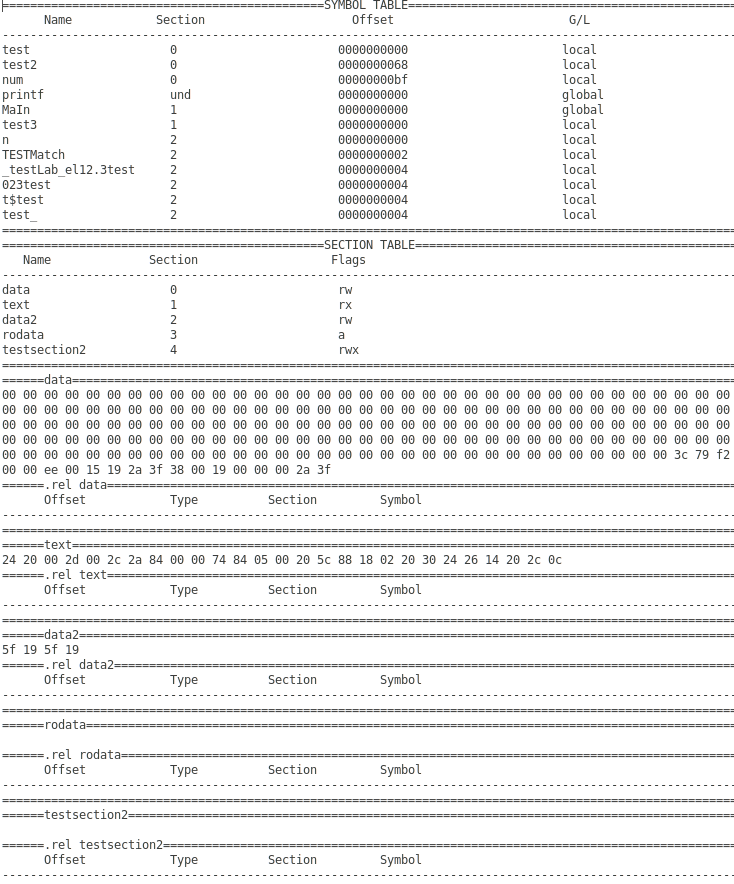 SYMBOL TABLE
Name Section Offset G/L
test 0 0000000000 local
test2 0 0000000068 local
num 0 00000000bf local
printf und 0000000000 global
MaIn 1 0000000000 global
test3 1 0000000000 local
n 2 0000000000 local
TESTMatch 2 0000000002 local
_testLab_el12.3test 2 0000000004 local
023test 2 0000000004 local
t$test 2 0000000004 local
test_ 2 0000000004 local
SECTION TABLE
Name Section Flags
data 0 rw
text 1 rx
data2 2 rw
rodata 3 a
testsection2 4 rwx
data
00 00 00 00 00 00 00 00 00 00 00 00 00 00 00 00 00 00 00 00 00 00 00 00 00 00 00 00 00 00 00 00 00 00 00
00 00 00 00 00 00 00 00 00 00 00 00 00 00 00 00 00 00 00 00 00 00 00 00 00 00 00 00 00 00 00 00 00 00 00
00 00 00 00 00 00 00 00 00 00 00 00 00 00 00 00 00 00 00 00 00 00 00 00 00 00 00 00 00 00 00 00 00 00 00
00 00 00 00 00 00 00 00 00 00 00 00 00 00 00 00 00 00 00 00 00 00 00 00 00 00 00 00 00 00 00 00 00 00 00
00 00 00 00 00 00 00 00 00 00 00 00 00 00 00 00 00 00 00 00 00 00 00 00 00 00 00 00 00 00 00 00 3c 79 f2
00 00 ee 00 15 19 2a 3f 38 00 19 00 00 00 2a 3f
.rel data
Offset Type Section Symbol
text
24 20 00 2d 00 2c 2a 84 00 00 74 84 05 00 20 5c 88 18 02 20 30 24 26 14 20 2c 0c
.rel text
Offset Type Section Symbol
data2
5f 19 5f 19
.rel data2
Offset Type Section Symbol
rodata
.rel rodata
Offset Type Section Symbol
testsection2
.rel testsection2
Offset Type Section Symbol